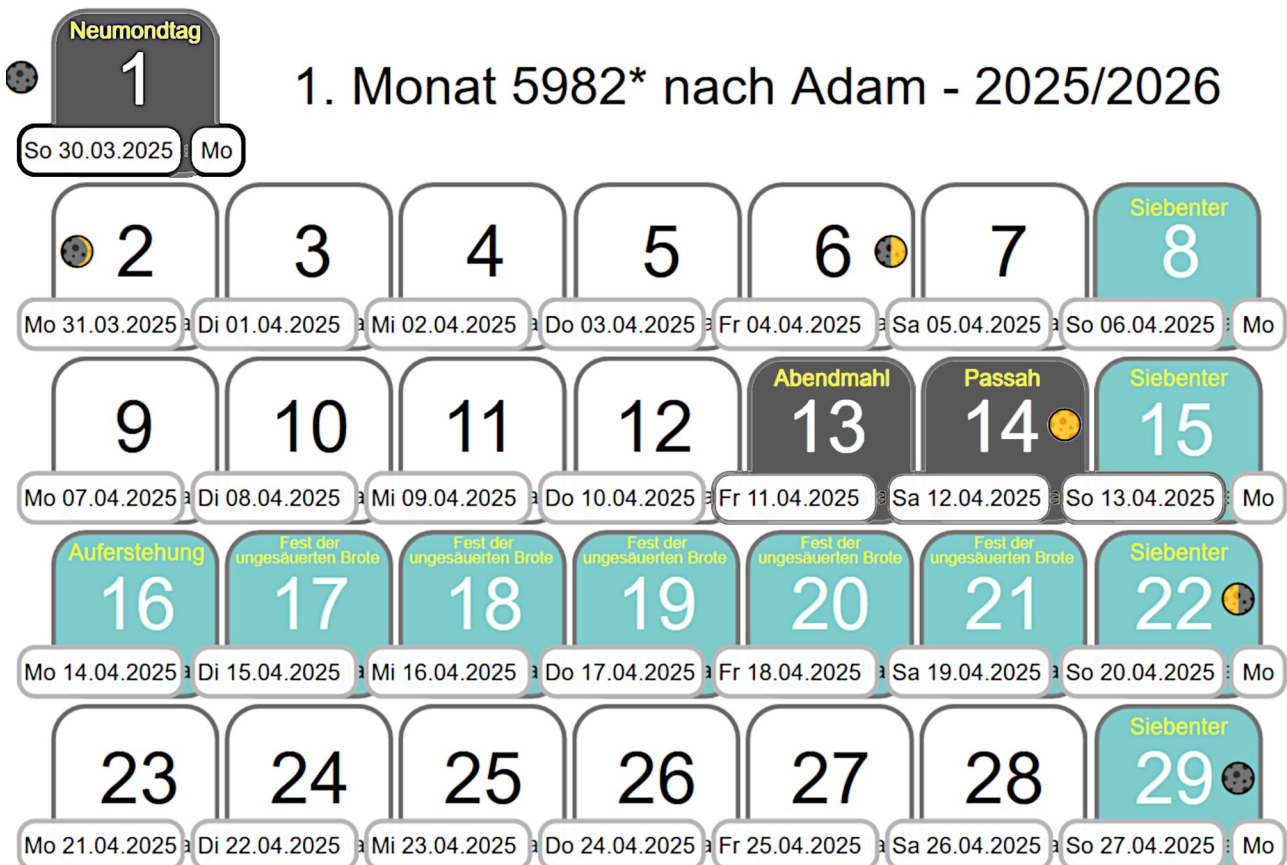 Neumondtag
1
1. Monat 5982* nach Adam - 2025/2026
So 30.03.2025 Mo
Siebenter
2 3 4 5 6 7 8
Mo 31.03.2025 Di 01.04.2025 Mi 02.04.2025 Do 03.04.2025 Fr 04.04.2025 Sa 05.04.2025 So 06.04.2025 Mo
Abendmahl Passah Siebenter
9 10 11 12 13 14 15
Mo 07.04.2025 Di 08.04.2025 Mi 09.04.2025 Do 10.04.2025 Fr 11.04.2025 Sa 12.04.2025 So 13.04.2025 Mo
Auferstehung Fest der ungesäuerten Brote Fest der ungesäuerten Brote Fest der ungesäuerten Brote Fest der ungesäuerten Brote Fest der ungesäuerten Brote Siebenter
16 17 18 19 20 21 22
Mo 14.04.2025 Di 15.04.2025 Mi 16.04.2025 Do 17.04.2025 Fr 18.04.2025 Sa 19.04.2025 So 20.04.2025 Mo
Siebenter
23 24 25 26 27 28 29
Mo 21.04.2025 Di 22.04.2025 Mi 23.04.2025 Do 24.04.2025 Fr 25.04.2025 Sa 26.04.2025 So 27.04.2025 Mo